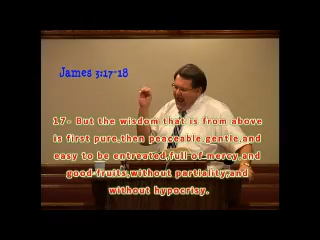 James 3:17-18
17- But the wisdom that is from above
is first pure,then peaceable,gentle,and
easy to be entreated,full of mercy,and
good fruits,without partiality,and
without hypocrisy.